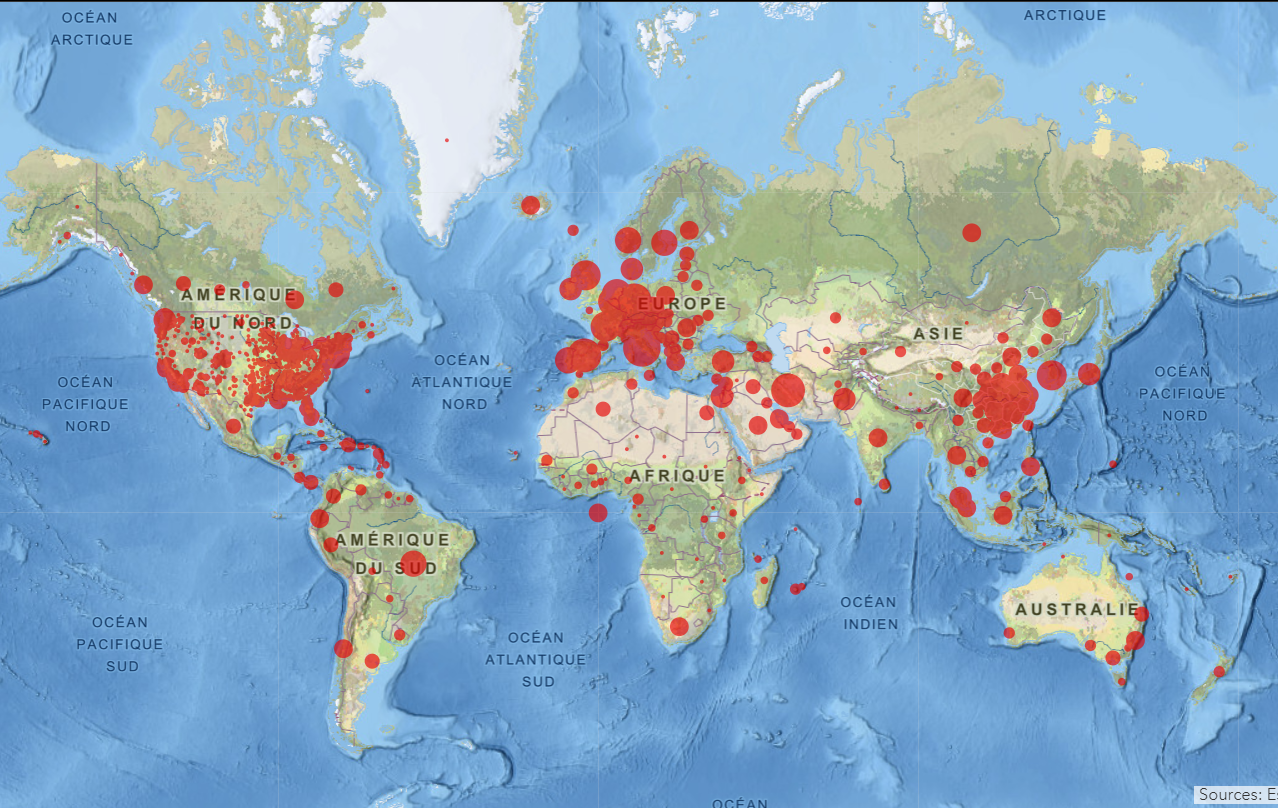 OCÉAN
ARCTIQUE
ARCTIQUE
AMÉRIQUE
DU NORD
EUROPE
ASIE
OCÉAN
ATLANTIQUE
NORD
OCÉAN
PACIFIQUE
NORD
OCÉAN
PACIFIQUE
NORD
AFRIQUE
AMÉRIQUE
DU SUD
OCÉAN
INDIEN
AUSTRALIE
OCÉAN
PACIFIQUE
SUD
OCÉAN
ATLANTIQUE
SUD
Sources: Es
OCÉAN